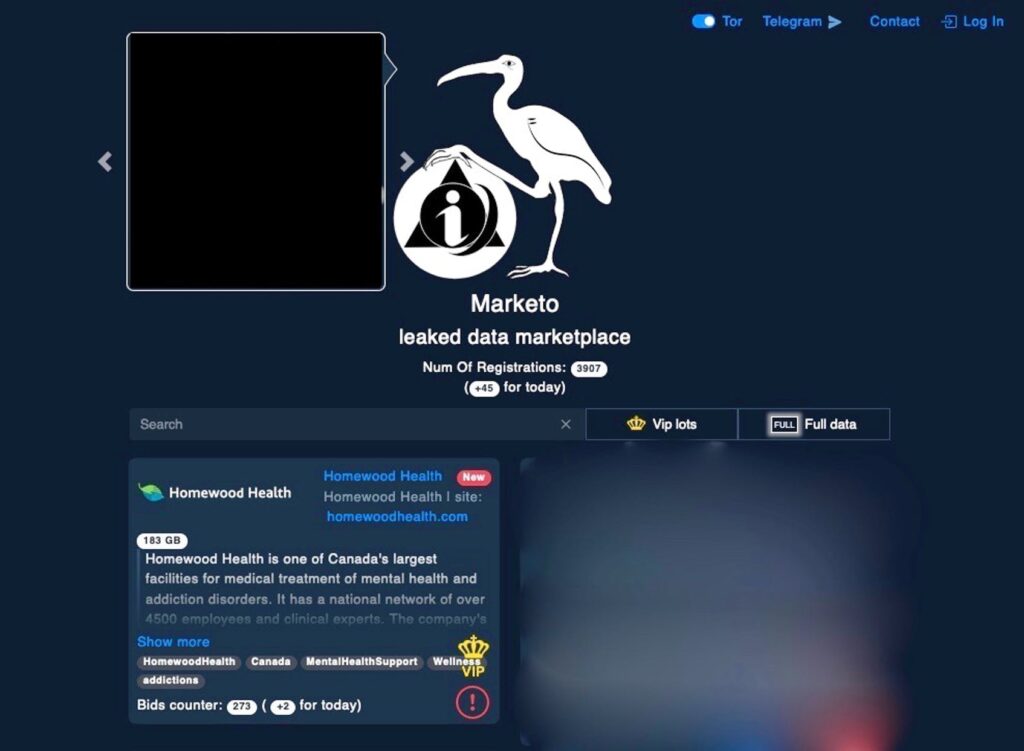 Tor Telegram Contact Log In
i
Marketo
leaked data marketplace
Num Of Registrations: 3907
(+45 for today)
Search × Vip lots FULL Full data
Homewood Health
Homewood Health New
Homewood Health | site:
homewoodhealth.com
183 GB
Homewood Health is one of Canada's largest
facilities for medical treatment of mental health and
addiction disorders. It has a national network of over
4500 employees and clinical experts. The company's
Show more
HomewoodHealth Canada MentalHealthSupport Wellness
VIP
addictions
Bids counter: 273 ( +2 for today)
!